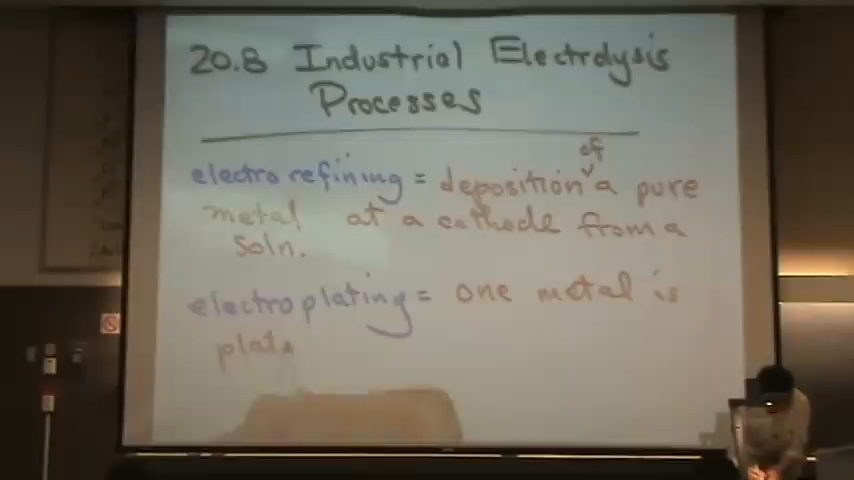 20.8 Industrial Electrolysis
Processes
electrorefining = deposition of a pure
metal at a cathode from a
soln.
electroplating = one metal is
plat